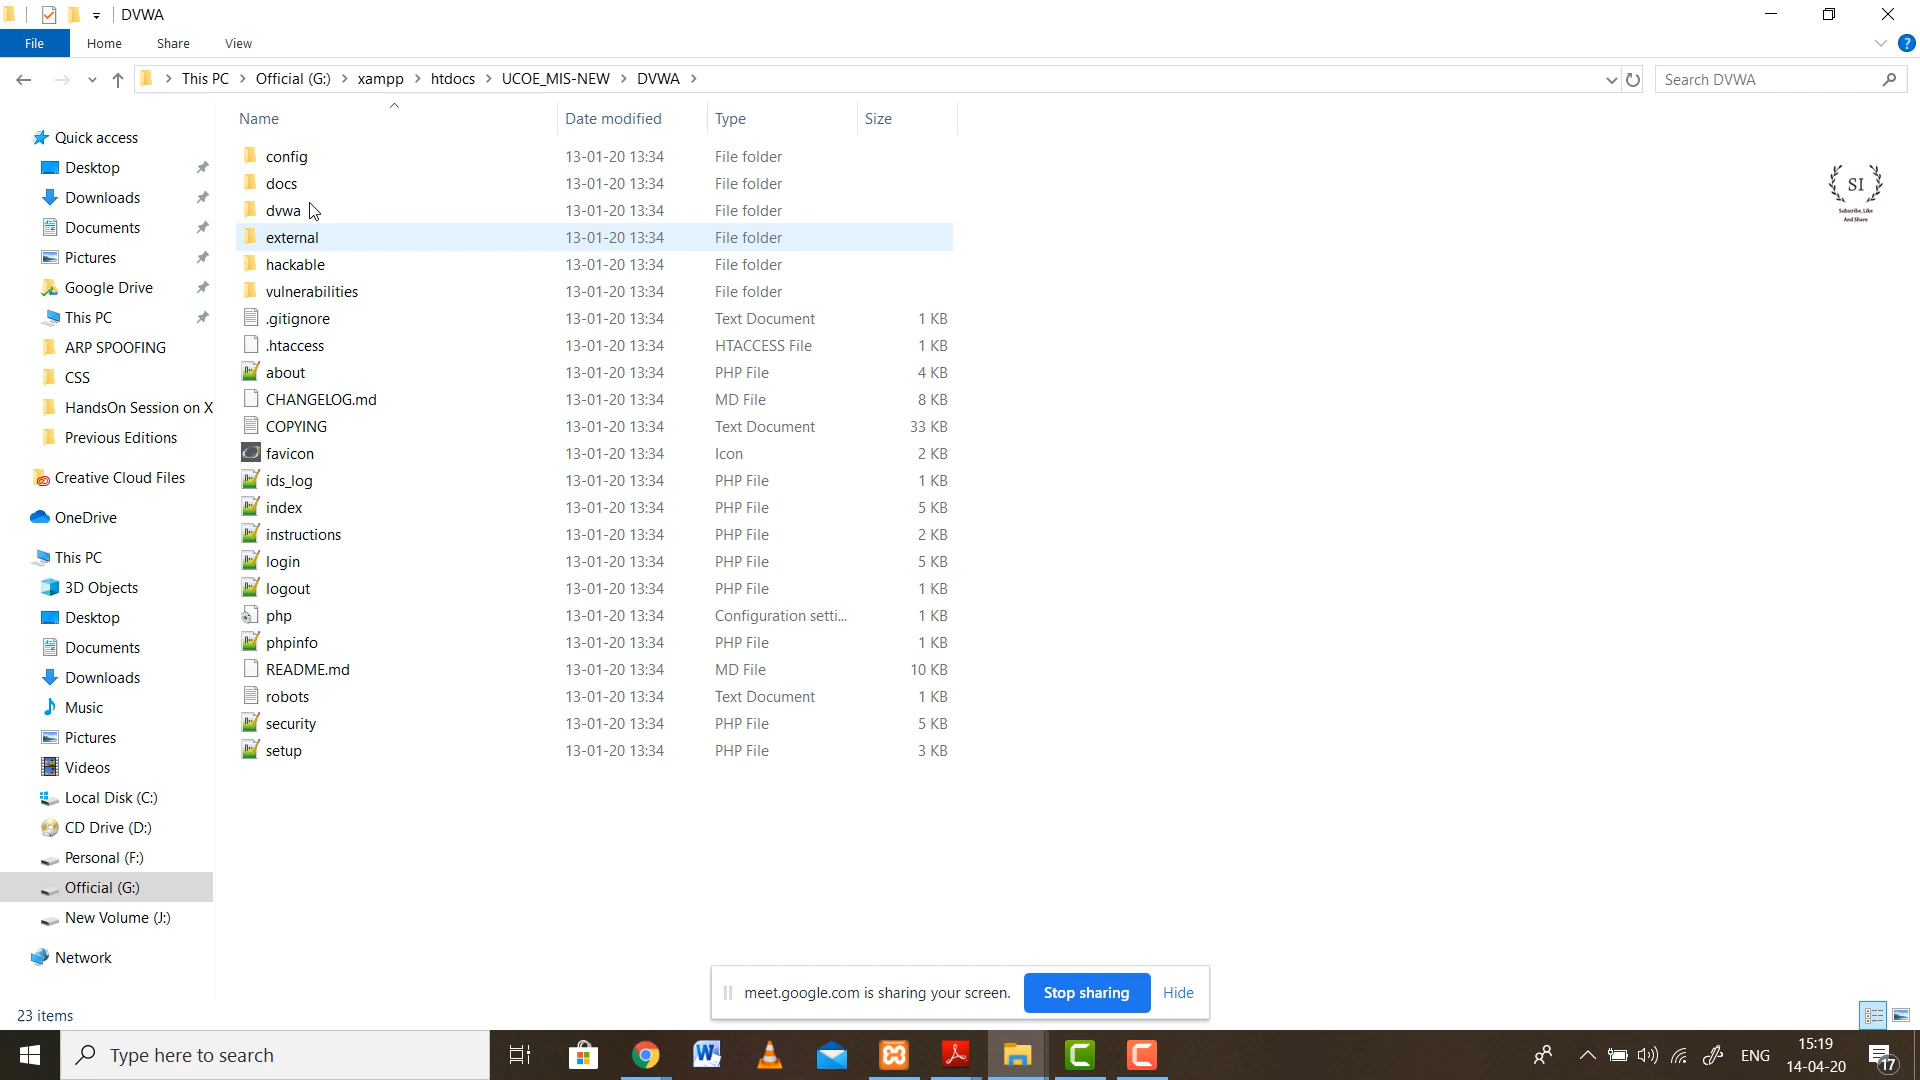 DVWA
File Home Share View
This PC Official (G:) xampp htdocs UCOE_MIS-NEW DVWA
Search DVWA
Name Date modified Type Size
Quick access
Desktop
Downloads
Documents
Pictures
Google Drive
This PC
ARP SPOOFING
CSS
HandsOn Session on X
Previous Editions
Creative Cloud Files
OneDrive
This PC
3D Objects
Desktop
Documents
Downloads
Music
Pictures
Videos
Local Disk (C:)
CD Drive (D:)
Personal (F:)
Official (G:)
New Volume (J:)
Network
config 13-01-20 13:34 File folder
docs 13-01-20 13:34 File folder
dvwa 13-01-20 13:34 File folder
external 13-01-20 13:34 File folder
hackable 13-01-20 13:34 File folder
vulnerabilities 13-01-20 13:34 File folder
.gitignore 13-01-20 13:34 Text Document 1 KB
.htaccess 13-01-20 13:34 HTACCESS File 1 KB
about 13-01-20 13:34 PHP File 4 KB
CHANGELOG.md 13-01-20 13:34 MD File 8 KB
COPYING 13-01-20 13:34 Text Document 33 KB
favicon 13-01-20 13:34 Icon 2 KB
ids_log 13-01-20 13:34 PHP File 1 KB
index 13-01-20 13:34 PHP File 5 KB
instructions 13-01-20 13:34 PHP File 2 KB
login 13-01-20 13:34 PHP File 5 KB
logout 13-01-20 13:34 PHP File 1 KB
php 13-01-20 13:34 Configuration setti... 1 KB
phpinfo 13-01-20 13:34 PHP File 1 KB
README.md 13-01-20 13:34 MD File 10 KB
robots 13-01-20 13:34 Text Document 1 KB
security 13-01-20 13:34 PHP File 5 KB
setup 13-01-20 13:34 PHP File 3 KB
SI
Subscribe, Like
And Share
meet.google.com is sharing your screen. Stop sharing Hide
23 items
Type here to search
ENG
15:19
14-04-20
17